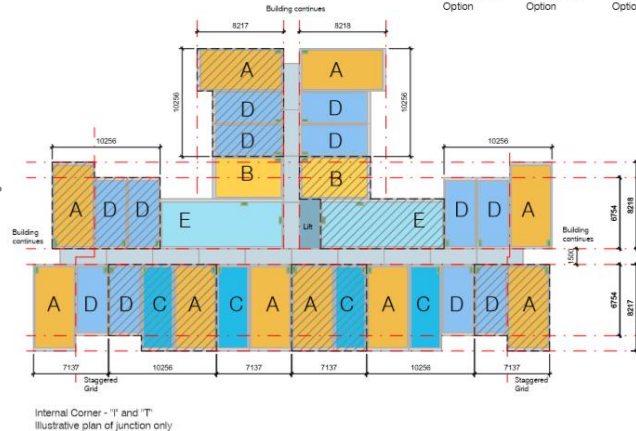 Option
Option
Optio
Building continues
8217
8218
10256
10256
A
A
D
D
D
D
B
B
10256
10256
A
D
D
E
Lift
E
D
D
A
6754
8218
Building
continues
Building
continues
1500
A
D
D
C
A
C
A
A
C
A
C
D
D
A
6754
8217
7137
10256
7137
7137
10256
7137
Staggered
Grid
Staggered
Grid
Internal Corner - "I" and "T"
Illustrative plan of junction only